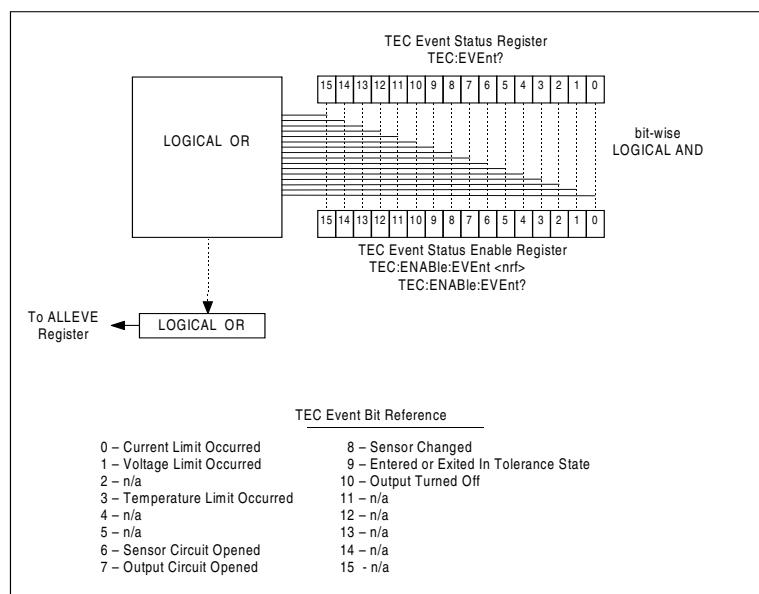 TEC Event Status Register
TEC:EVEnt?
15 14 13 12 11 10 9 8 7 6 5 4 3 2 1 0
LOGICAL OR
bit-wise
LOGICAL AND
15 14 13 12 11 10 9 8 7 6 5 4 3 2 1 0
TEC Event Status Enable Register
TEC:ENABle:EVEnt <nrf>
TEC:ENABle:EVEnt?
To ALLEVE
Register
LOGICAL OR
TEC Event Bit Reference
0 – Current Limit Occurred
1 – Voltage Limit Occurred
2 – n/a
3 – Temperature Limit Occurred
4 – n/a
5 – n/a
6 – Sensor Circuit Opened
7 – Output Circuit Opened
8 – Sensor Changed
9 – Entered or Exited In Tolerance State
10 – Output Turned Off
11 – n/a
12 – n/a
13 – n/a
14 – n/a
15 - n/a